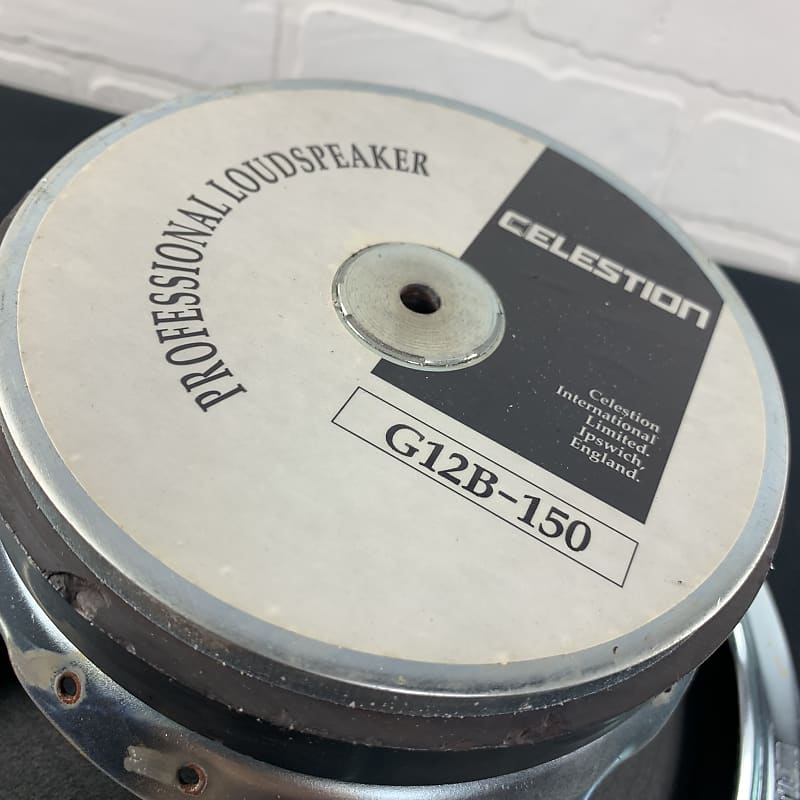 PROFESSIONAL LOUDSPEAKER
CELESTION
Celestion
International
Limited.
Ipswich,
England.
G12B-150